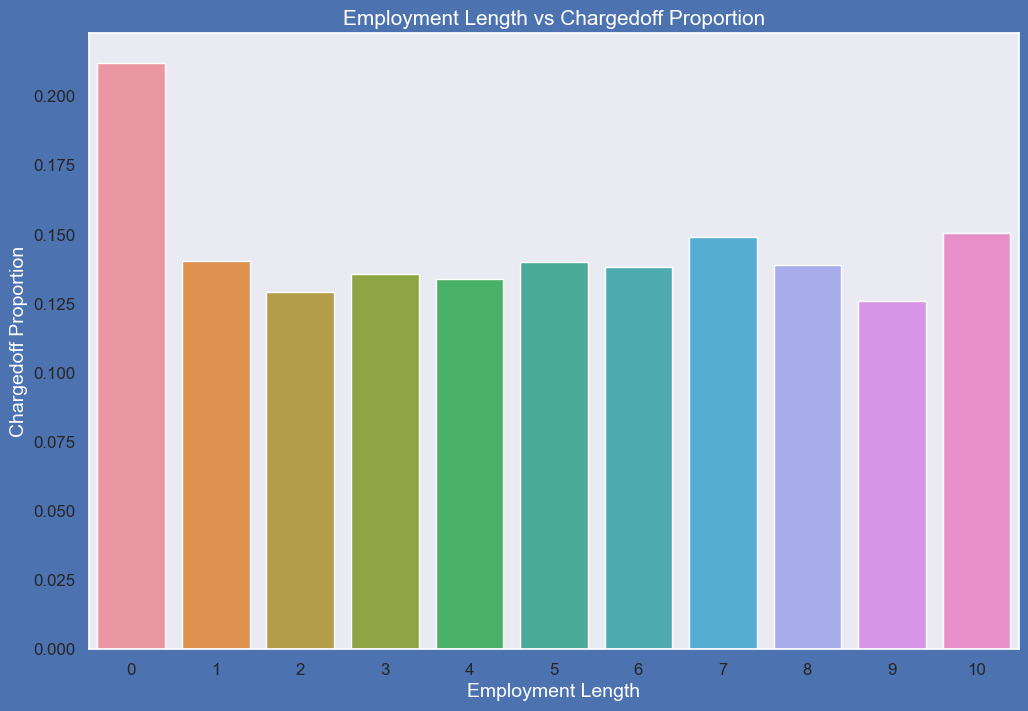 Employment Length vs Chargedoff Proportion
Chargedoff Proportion
0.200
0.175
0.150
0.125
0.100
0.075
0.050
0.025
0.000
0 1 2 3 4 5 6 7 8 9 10
Employment Length